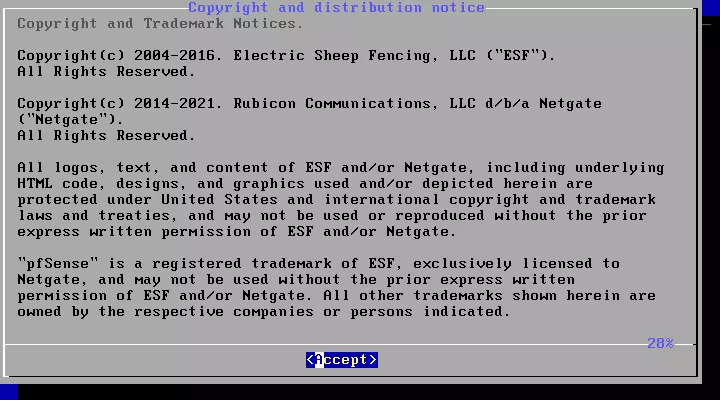 Copyright and distribution notice
Copyright and Trademark Notices.
Copyright(c) 2004-2016. Electric Sheep Fencing, LLC ("ESF").
All Rights Reserved.
Copyright(c) 2014-2021. Rubicon Communications, LLC d/b/a Netgate
("Netgate").
All Rights Reserved.
All logos, text, and content of ESF and/or Netgate, including underlying
HTML code, designs, and graphics used and/or depicted herein are
protected under United States and international copyright and trademark
laws and treaties, and may not be used or reproduced without the prior
express written permission of ESF and/or Netgate.
"pfSense" is a registered trademark of ESF, exclusively licensed to
Netgate, and may not be used without the prior express written
permission of ESF and/or Netgate. All other trademarks shown herein are
owned by the respective companies or persons indicated.
28%
<Accept>